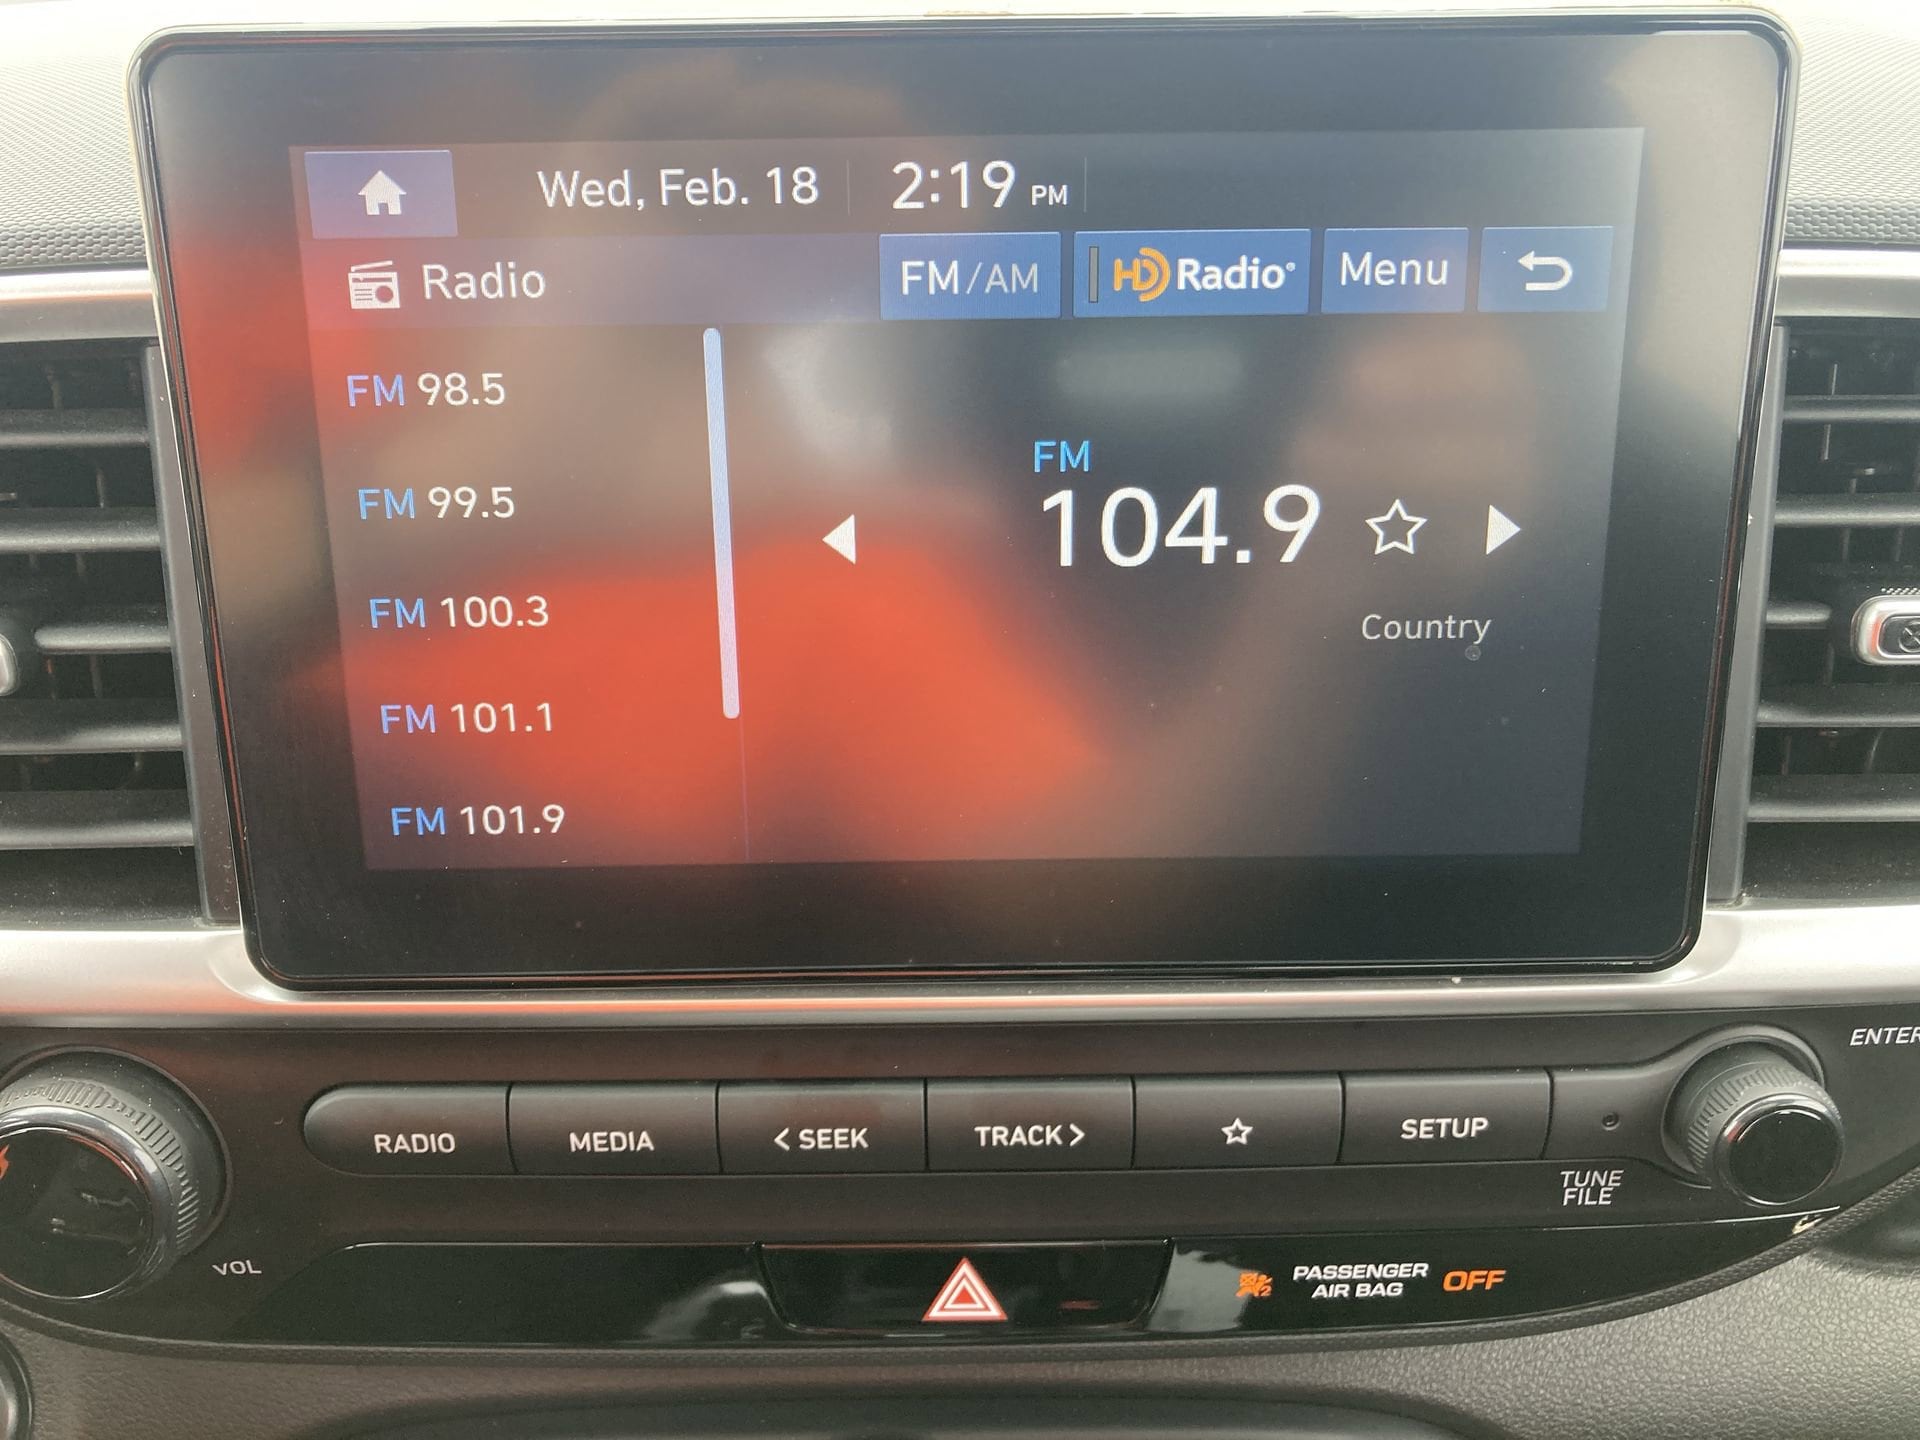 Wed, Feb. 18 2:19 PM
Radio FM/AM HD Radio® Menu
FM 98.5
FM 99.5
FM 100.3
FM 101.1
FM 101.9
FM
104.9
Country
ENTER
RADIO MEDIA < SEEK TRACK > SETUP
TUNE
FILE
VOL
PASSENGER
AIR BAG OFF